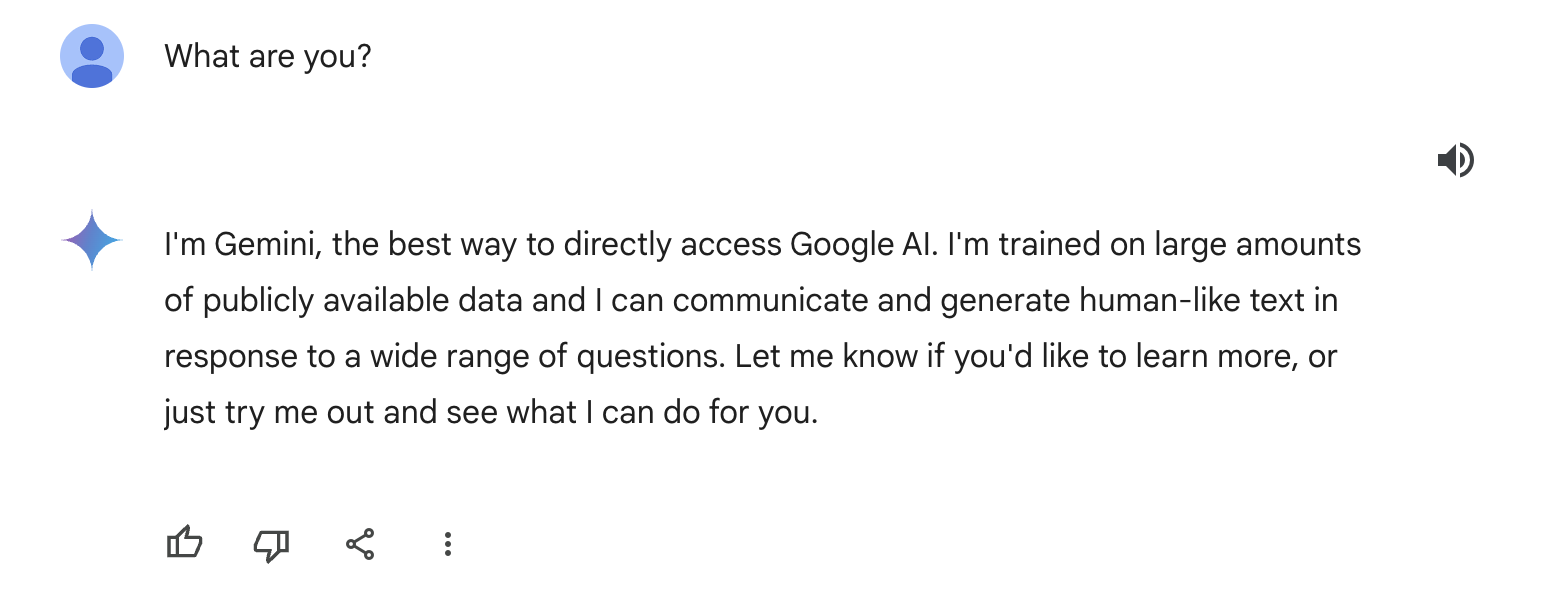 What are you?
I'm Gemini, the best way to directly access Google AI. I'm trained on large amounts
of publicly available data and I can communicate and generate human-like text in
response to a wide range of questions. Let me know if you'd like to learn more, or
just try me out and see what I can do for you.